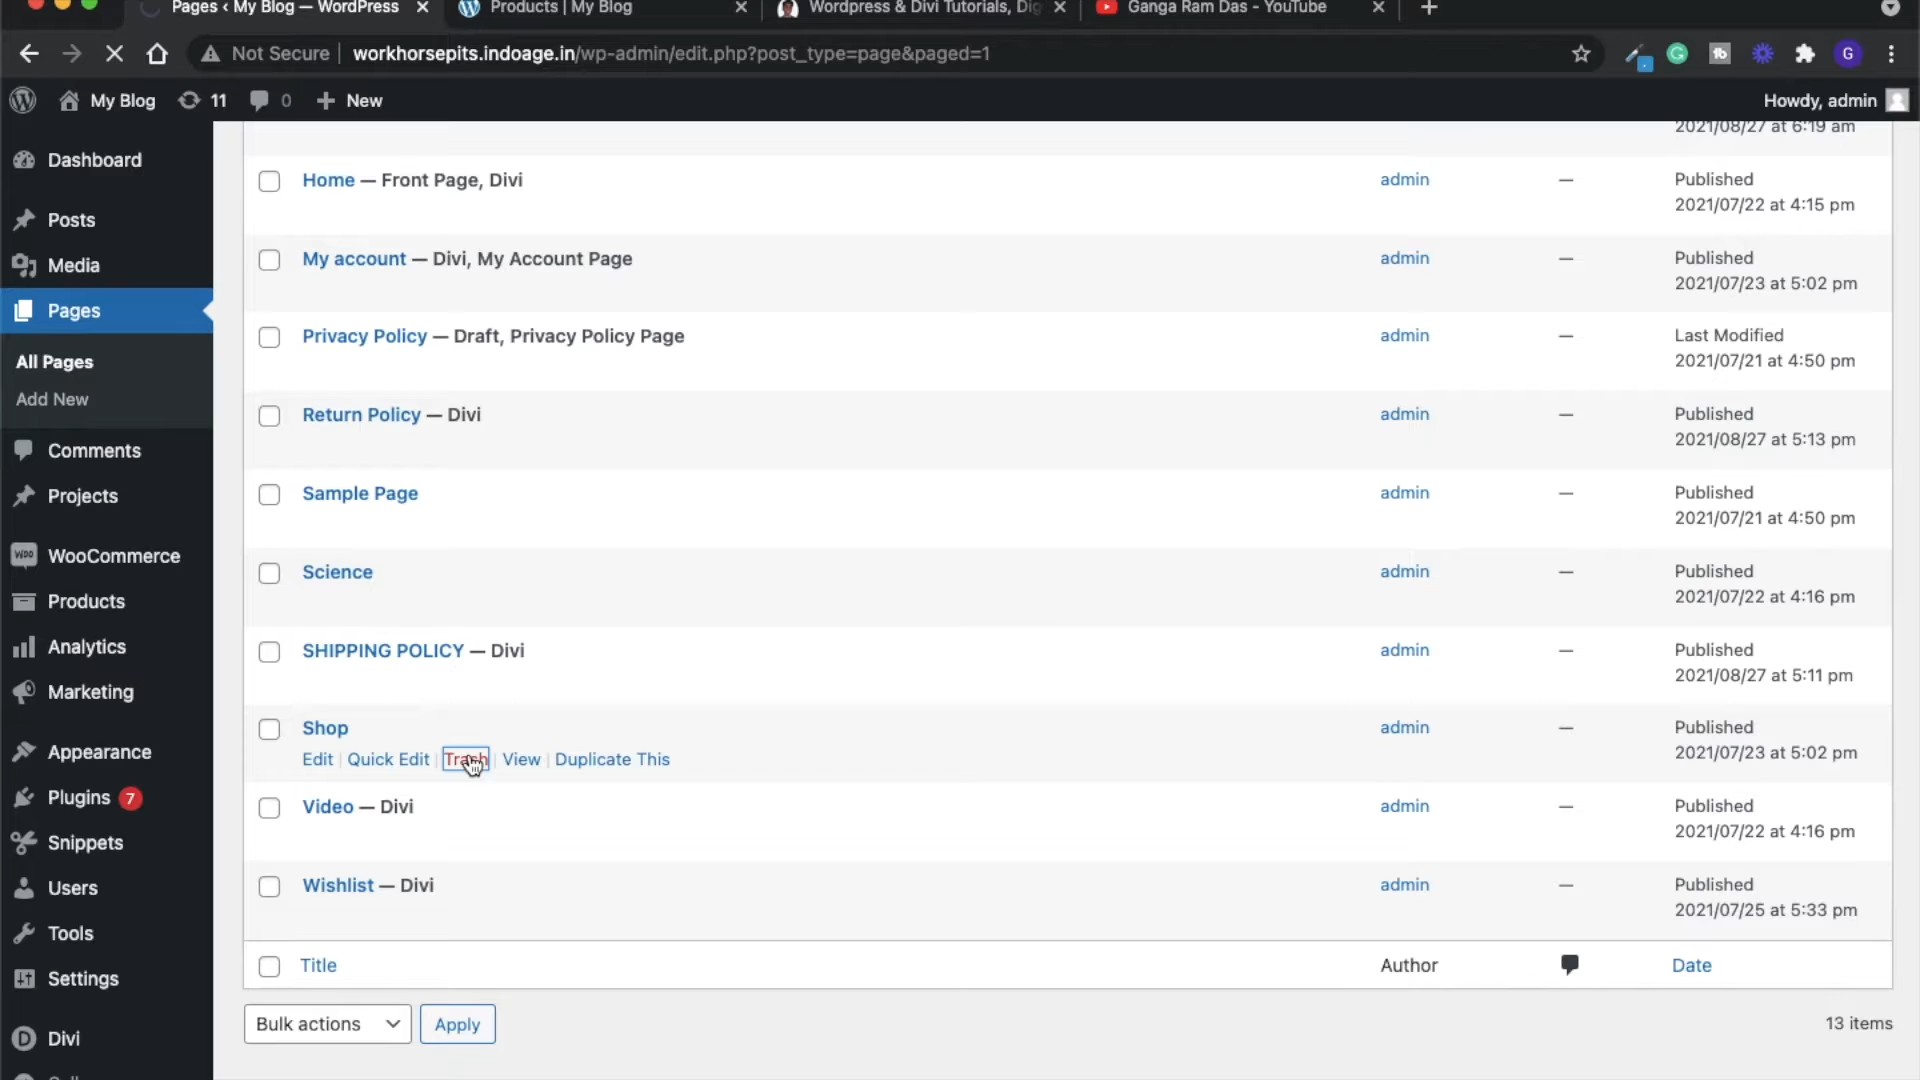 Pages ‹ My Blog — WordPress
Products | My Blog
Wordpress & Divi Tutorials, Dig
Ganga Ram Das - YouTube
Not Secure
workhorsepits.indoage.in/wp-admin/edit.php?post_type=page&paged=1
G
My Blog
11
0
New
Howdy, admin
2021/08/27 at 6:19 am
Dashboard
Posts
Media
Pages
All Pages
Add New
Comments
Projects
WooCommerce
Products
Analytics
Marketing
Appearance
Plugins 7
Snippets
Users
Tools
Settings
Divi
Home — Front Page, Divi
admin
—
Published
2021/07/22 at 4:15 pm
My account — Divi, My Account Page
admin
—
Published
2021/07/23 at 5:02 pm
Privacy Policy — Draft, Privacy Policy Page
admin
—
Last Modified
2021/07/21 at 4:50 pm
Return Policy — Divi
admin
—
Published
2021/08/27 at 5:13 pm
Sample Page
admin
—
Published
2021/07/21 at 4:50 pm
Science
admin
—
Published
2021/07/22 at 4:16 pm
SHIPPING POLICY — Divi
admin
—
Published
2021/08/27 at 5:11 pm
Shop
admin
—
Published
2021/07/23 at 5:02 pm
Edit | Quick Edit | Trash | View | Duplicate This
Video — Divi
admin
—
Published
2021/07/22 at 4:16 pm
Wishlist — Divi
admin
—
Published
2021/07/25 at 5:33 pm
Title
Author
Date
Bulk actions
Apply
13 items